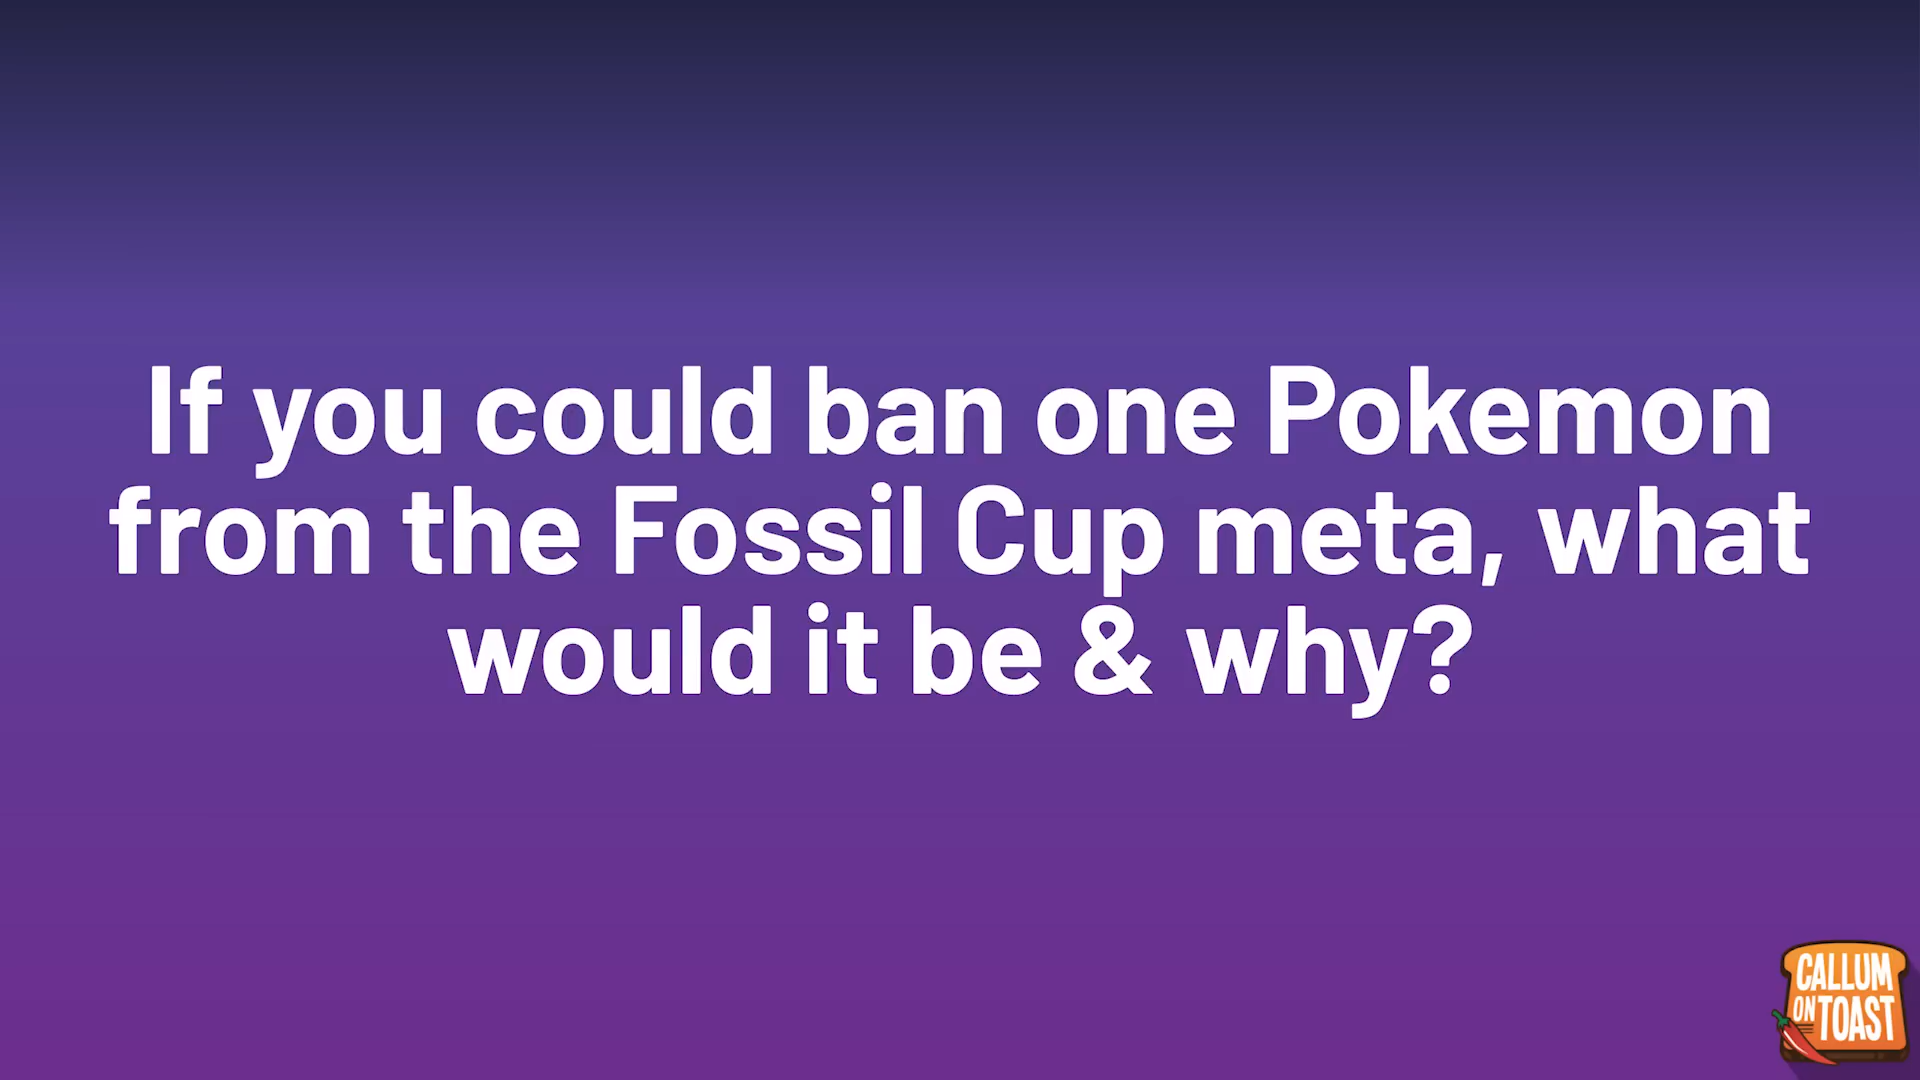 If you could ban one Pokemon
from the Fossil Cup meta, what
would it be & why?
CALLUM
ON TOAST